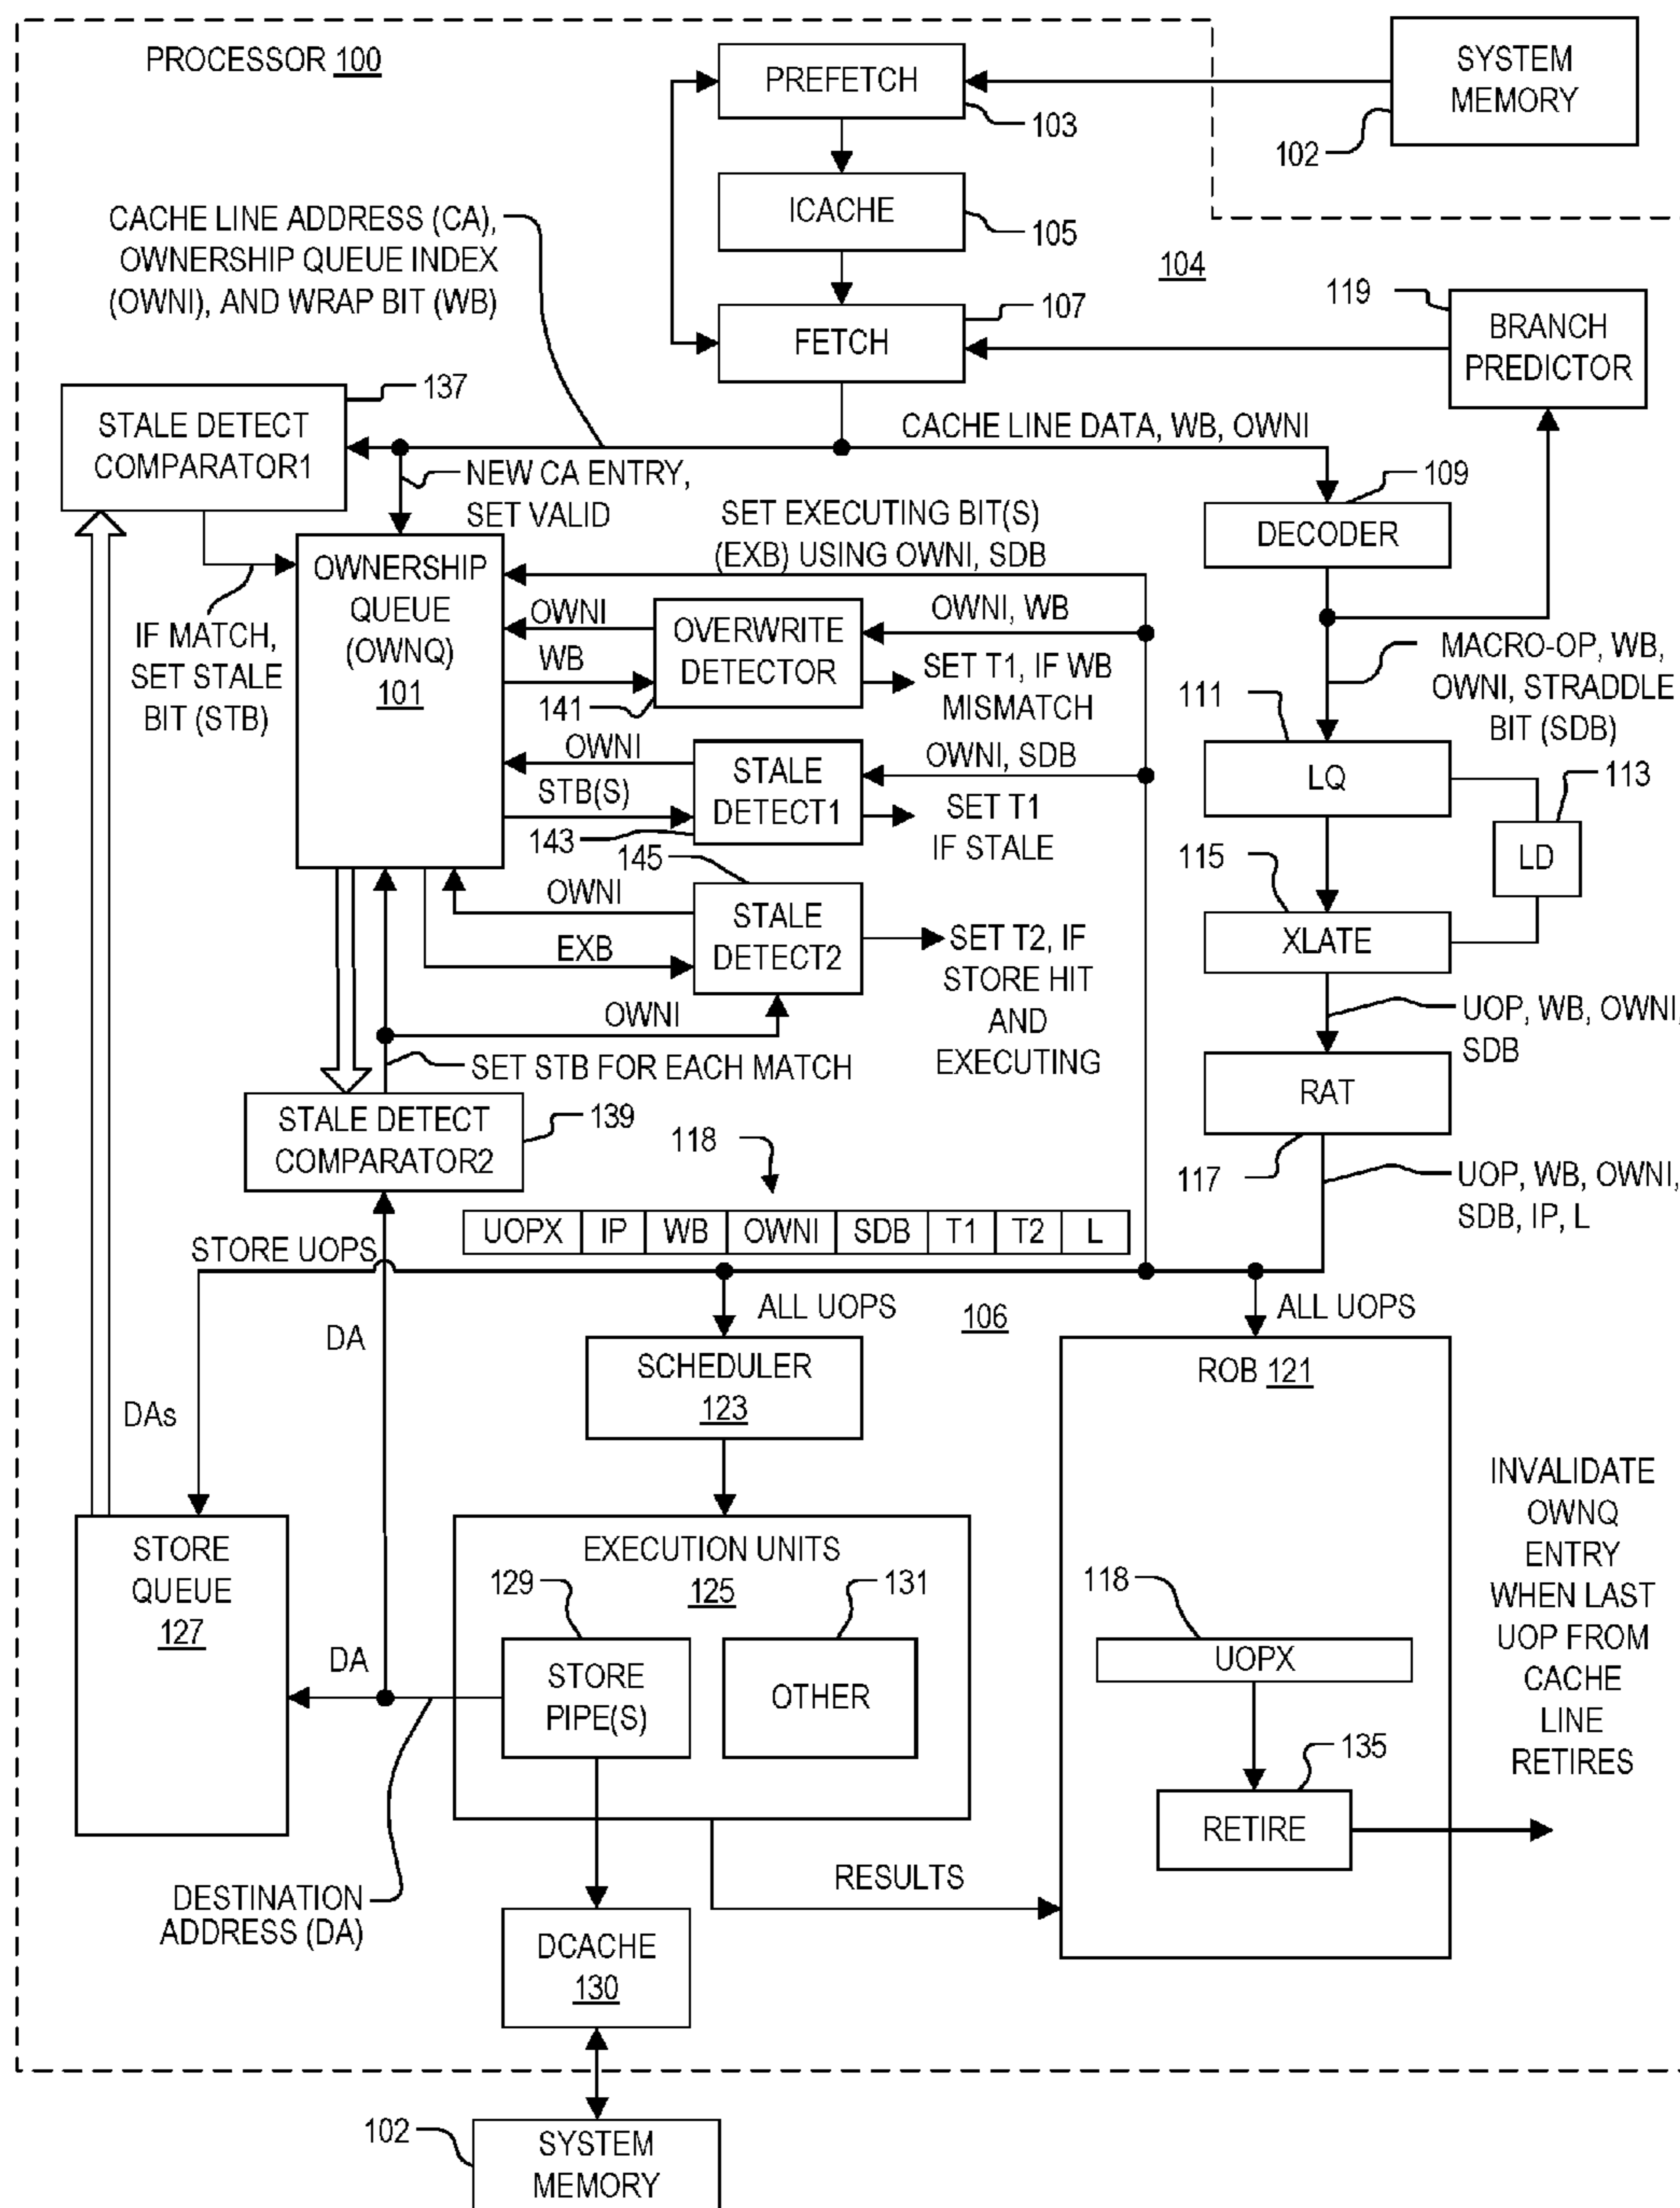 PROCESSOR 100
PREFETCH
103
SYSTEM
MEMORY
102
ICACHE
105
CACHE LINE ADDRESS (CA),
OWNERSHIP QUEUE INDEX
(OWNI), AND WRAP BIT (WB)
104
FETCH
107
119
BRANCH
PREDICTOR
STALE DETECT
COMPARATOR1
137
CACHE LINE DATA, WB, OWNI
NEW CA ENTRY,
SET VALID
109
DECODER
SET EXECUTING BIT(S)
(EXB) USING OWNI, SDB
OWNERSHIP
QUEUE
(OWNQ)
101
IF MATCH,
SET STALE
BIT (STB)
OWNI
WB
141
OVERWRITE
DETECTOR
OWNI, WB
SET T1, IF WB
MISMATCH
MACRO-OP, WB,
OWNI, STRADDLE
BIT (SDB)
111
LQ
113
LD
OWNI
STB(S)
143
STALE
DETECT1
OWNI, SDB
SET T1
IF STALE
145
OWNI
EXB
STALE
DETECT2
SET T2, IF
STORE HIT
AND
EXECUTING
115
XLATE
UOP, WB, OWNI,
SDB
OWNI
SET STB FOR EACH MATCH
RAT
117
STALE DETECT
COMPARATOR2
139
118
UOP, WB, OWNI,
SDB, IP, L
UOPX IP WB OWNI SDB T1 T2 L
STORE UOPS
ALL UOPS
106
ALL UOPS
DA
DAs
SCHEDULER
123
ROB 121
STORE
QUEUE
127
EXECUTION UNITS
125
129
131
STORE
PIPE(S)
OTHER
DA
118
UOPX
135
RETIRE
INVALIDATE
OWNQ
ENTRY
WHEN LAST
UOP FROM
CACHE
LINE
RETIRES
DESTINATION
ADDRESS (DA)
RESULTS
DCACHE
130
102
SYSTEM
MEMORY